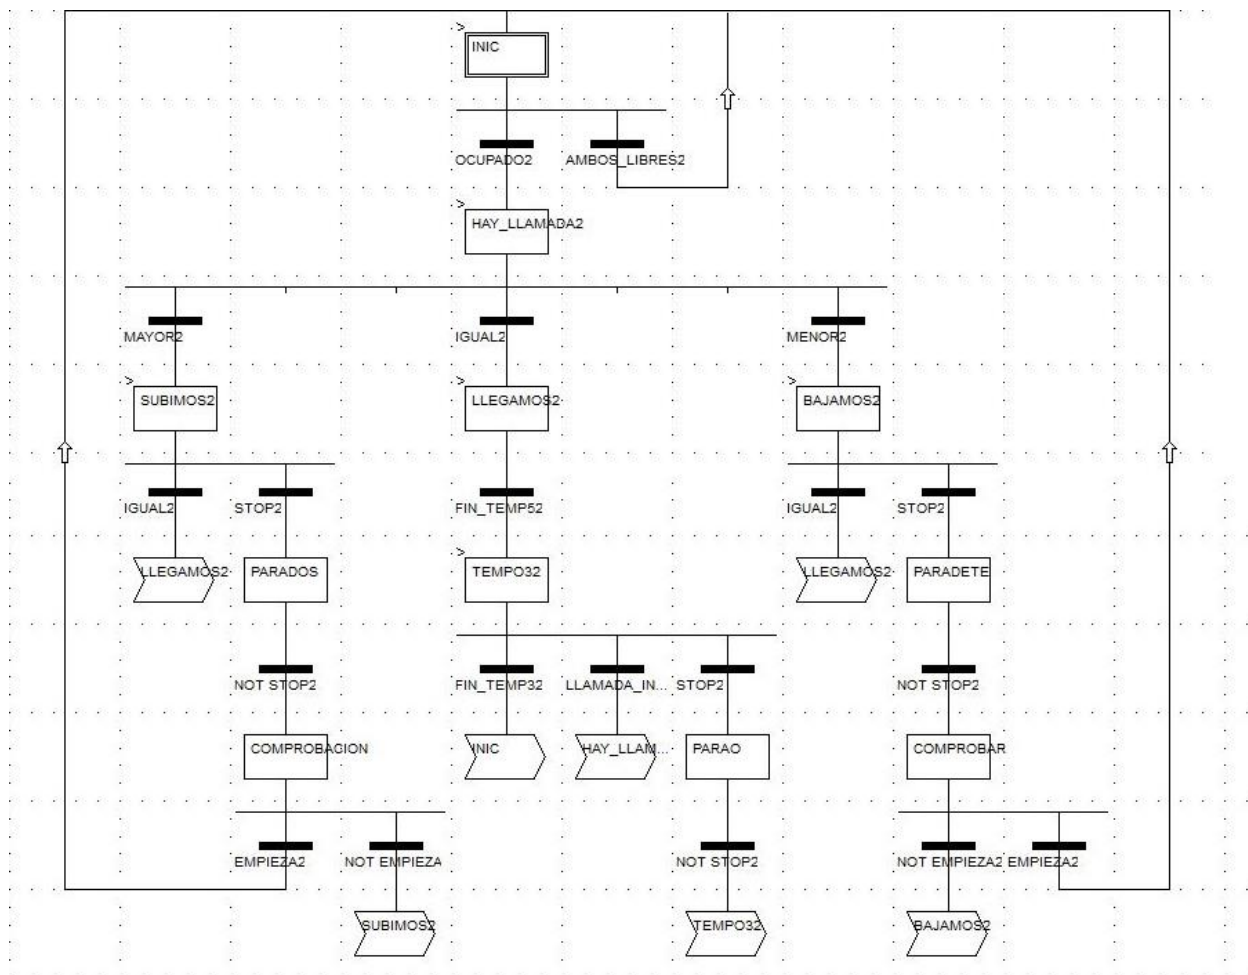 INIC
OCUPADO2 AMBOS_LIBRES2
HAY_LLAMADA2
MAYOR2 IGUAL2 MENOR2
SUBIMOS2 LLEGAMOS2 BAJAMOS2
IGUAL2 STOP2 FIN_TEMP52 IGUAL2 STOP2
LLEGAMOS2 PARADOS TEMPO32 LLEGAMOS2 PARADETE
NOT STOP2 FIN_TEMP32 LLAMADA_IN... STOP2 NOT STOP2
COMPROBACION INIC HAY_LLAM... PARAO COMPROBAR
EMPIEZA2 NOT EMPIEZA NOT STOP2 NOT EMPIEZA2 EMPIEZA2
SUBIMOS2 TEMPO32 BAJAMOS2